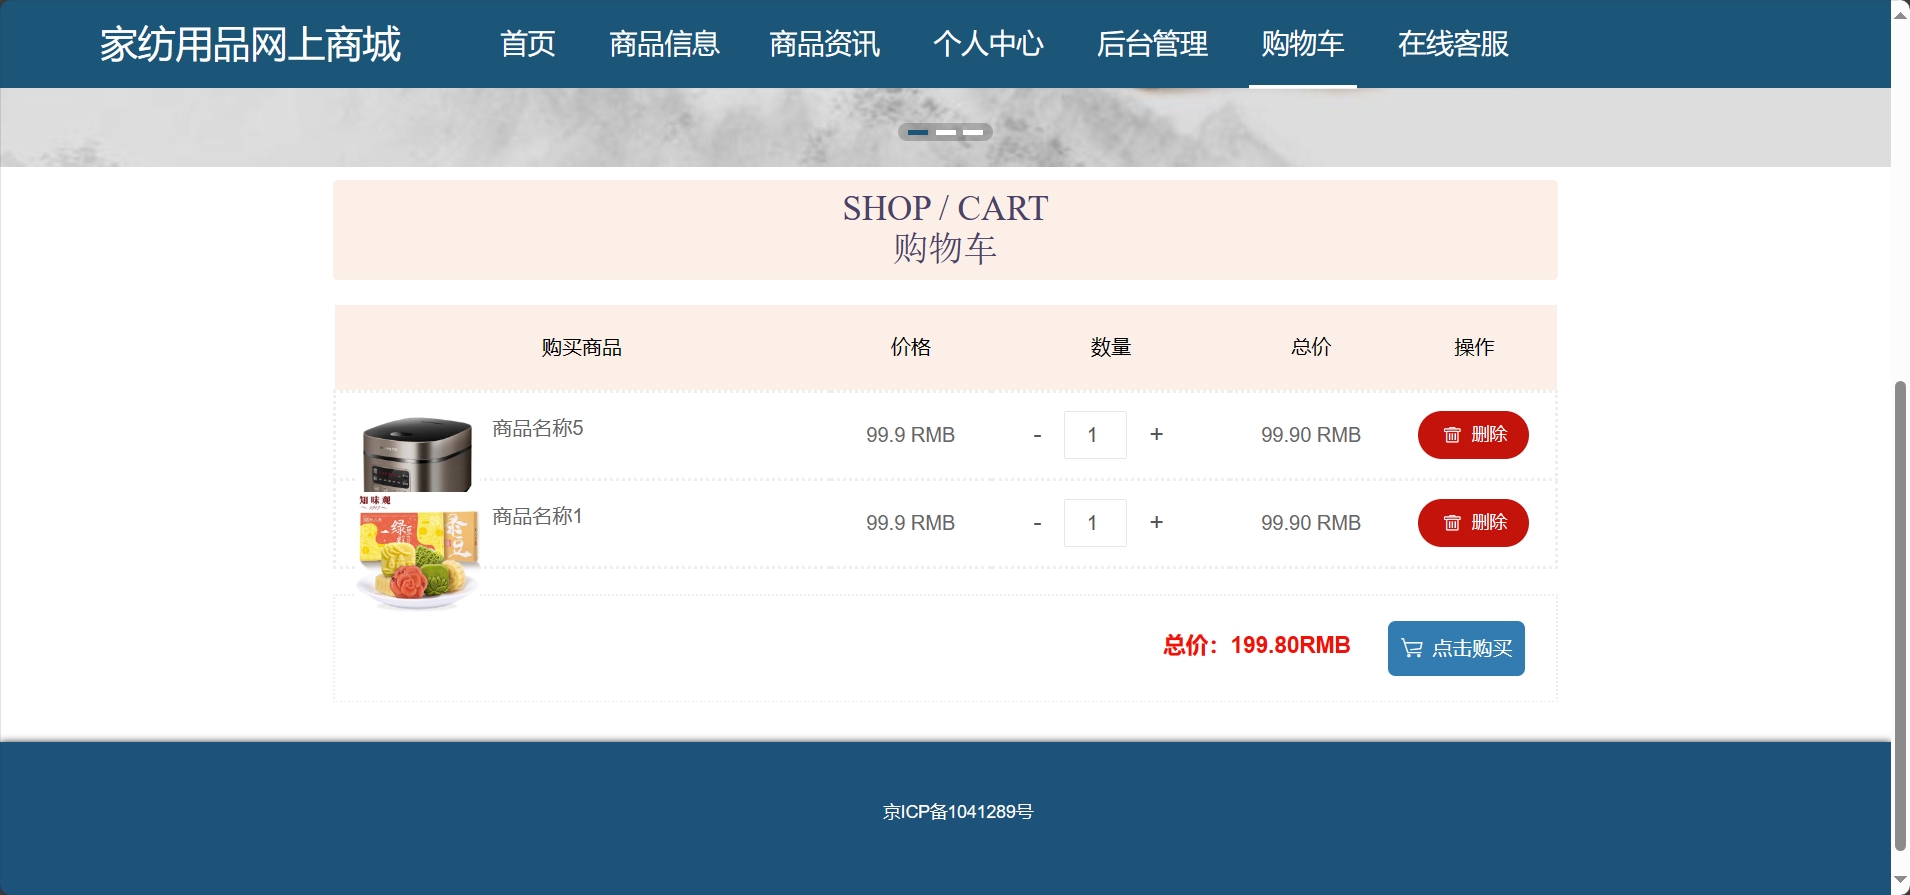 家纺用品网上商城 首页 商品信息 商品资讯 个人中心 后台管理 购物车 在线客服
SHOP / CART
购物车
购买商品 价格 数量 总价 操作
商品名称5 99.9 RMB - 1 + 99.90 RMB 删除
知味观
绿豆
商品名称1 99.9 RMB - 1 + 99.90 RMB 删除
总价：199.80RMB 点击购买
京ICP备1041289号